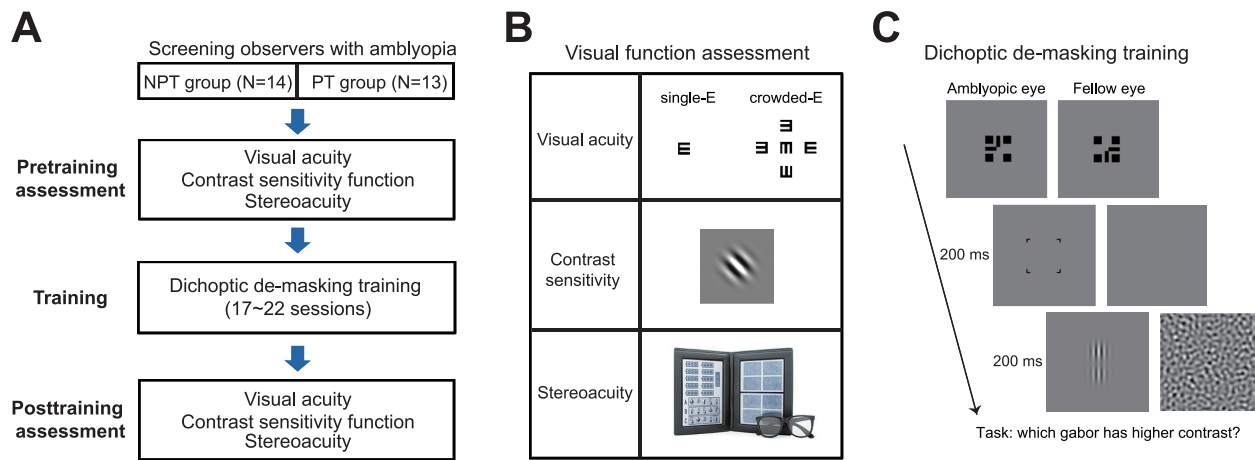 A
Screening observers with amblyopia
NPT group (N=14)
PT group (N=13)
Pretraining
assessment
Visual acuity
Contrast sensitivity function
Stereoacuity
Training
Dichoptic de-masking training
(17~22 sessions)
Posttraining
assessment
Visual acuity
Contrast sensitivity function
Stereoacuity
B
Visual function assessment
Visual acuity
single-E
crowded-E
Contrast
sensitivity
Stereoacuity
C
Dichoptic de-masking training
Amblyopic eye
Fellow eye
200 ms
200 ms
Task: which gabor has higher contrast?